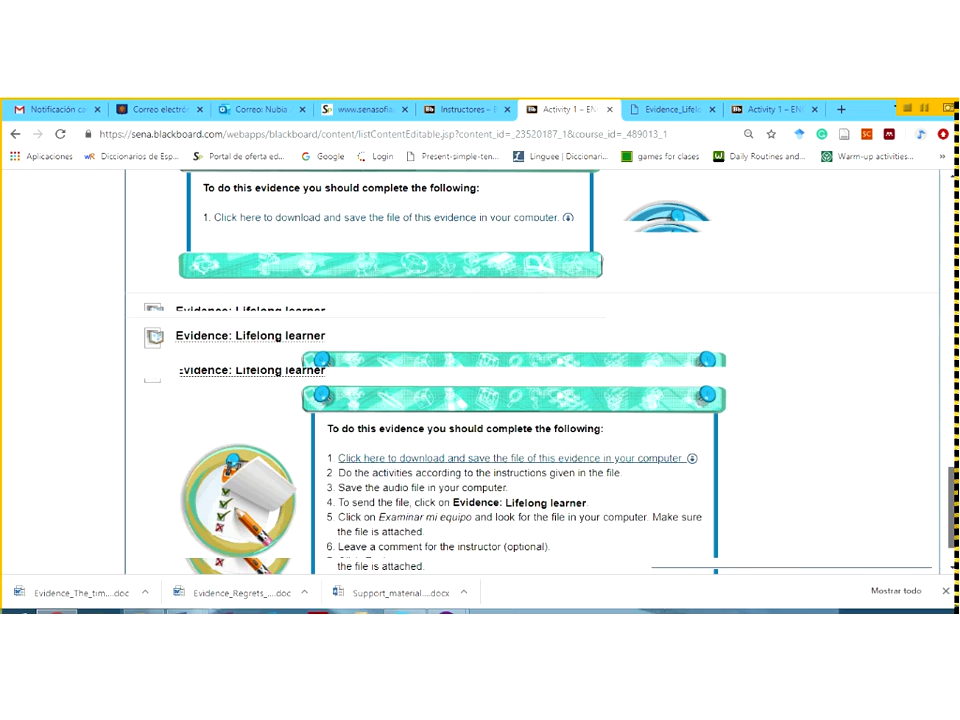 Notificación ca
Correo electró
Correo: Nubia
www.senasofia
Instructores – E
Activity 1 – EN
Evidence_Lifel
Activity 1 – EN
https://sena.blackboard.com/webapps/blackboard/content/listContentEditable.jsp?content_id=_23520187_1&course_id=_489013_1
Aplicaciones
Diccionarios de Esp...
Portal de oferta ed...
Google
Login
Present-simple-ten...
Linguee | Diccionari...
games for clases
Daily Routines and...
Warm-up activities...
»
To do this evidence you should complete the following:
1. Click here to download and save the file of this evidence in your computer.
Evidence: Lifelong learner
Evidence: Lifelong learner
Evidence: Lifelong learner
To do this evidence you should complete the following:
1. Click here to download and save the file of this evidence in your computer.
2. Do the activities according to the instructions given in the file.
3. Save the audio file in your computer.
4. To send the file, click on Evidence: Lifelong learner.
5. Click on Examinar mi equipo and look for the file in your computer. Make sure
the file is attached.
6. Leave a comment for the instructor (optional).
the file is attached.
Evidence_The_tim....doc
Evidence_Regrets_...doc
Support_material....docx
Mostrar todo